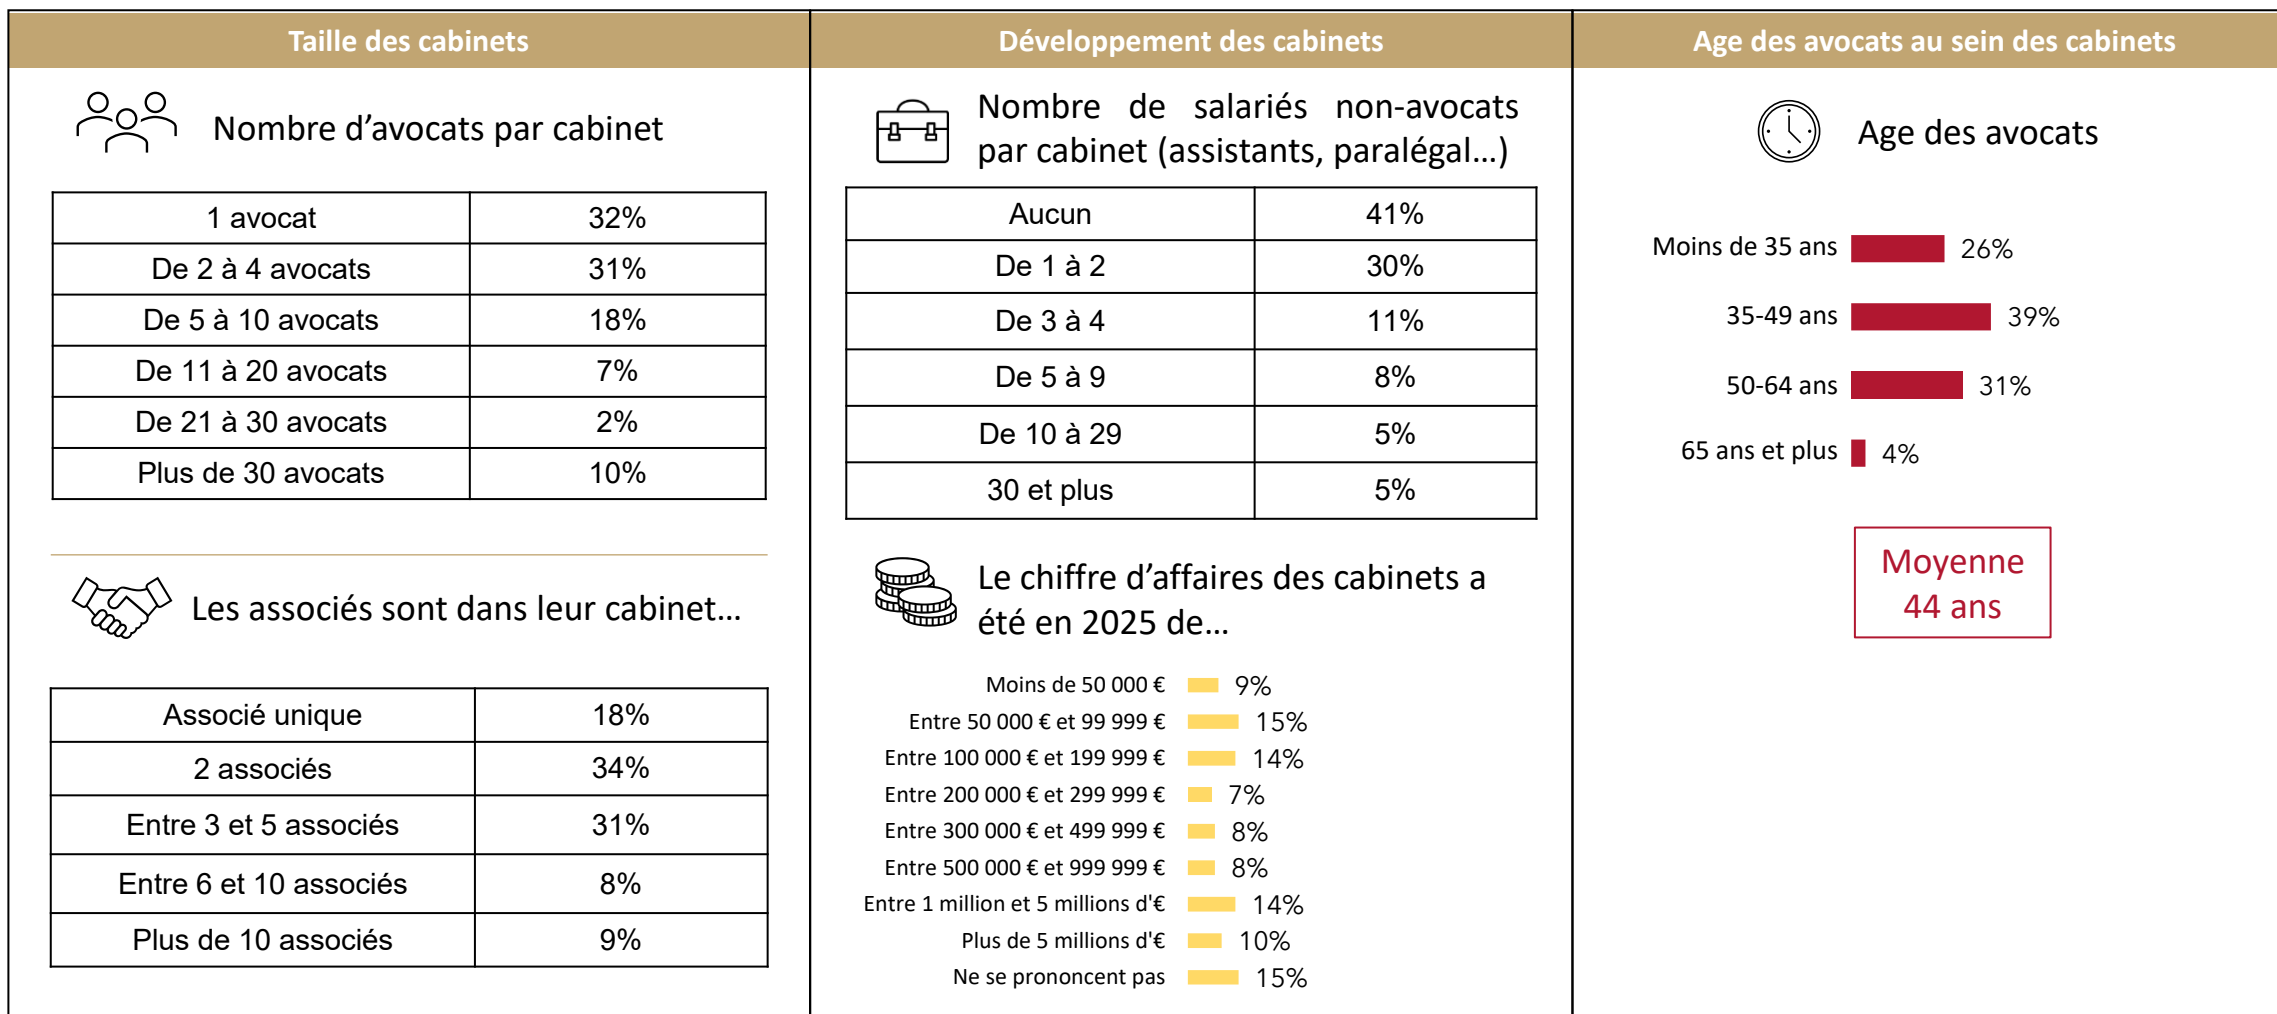 Taille des cabinets
Nombre d’avocats par cabinet
1 avocat 32%
De 2 à 4 avocats 31%
De 5 à 10 avocats 18%
De 11 à 20 avocats 7%
De 21 à 30 avocats 2%
Plus de 30 avocats 10%
Les associés sont dans leur cabinet…
Associé unique 18%
2 associés 34%
Entre 3 et 5 associés 31%
Entre 6 et 10 associés 8%
Plus de 10 associés 9%
Développement des cabinets
Nombre de salariés non-avocats
par cabinet (assistants, paralégal…)
Aucun 41%
De 1 à 2 30%
De 3 à 4 11%
De 5 à 9 8%
De 10 à 29 5%
30 et plus 5%
Le chiffre d’affaires des cabinets a
été en 2025 de…
Moins de 50 000 € 9%
Entre 50 000 € et 99 999 € 15%
Entre 100 000 € et 199 999 € 14%
Entre 200 000 € et 299 999 € 7%
Entre 300 000 € et 499 999 € 8%
Entre 500 000 € et 999 999 € 8%
Entre 1 million et 5 millions d'€ 14%
Plus de 5 millions d'€ 10%
Ne se prononcent pas 15%
Age des avocats au sein des cabinets
Age des avocats
Moins de 35 ans 26%
35-49 ans 39%
50-64 ans 31%
65 ans et plus 4%
Moyenne
44 ans